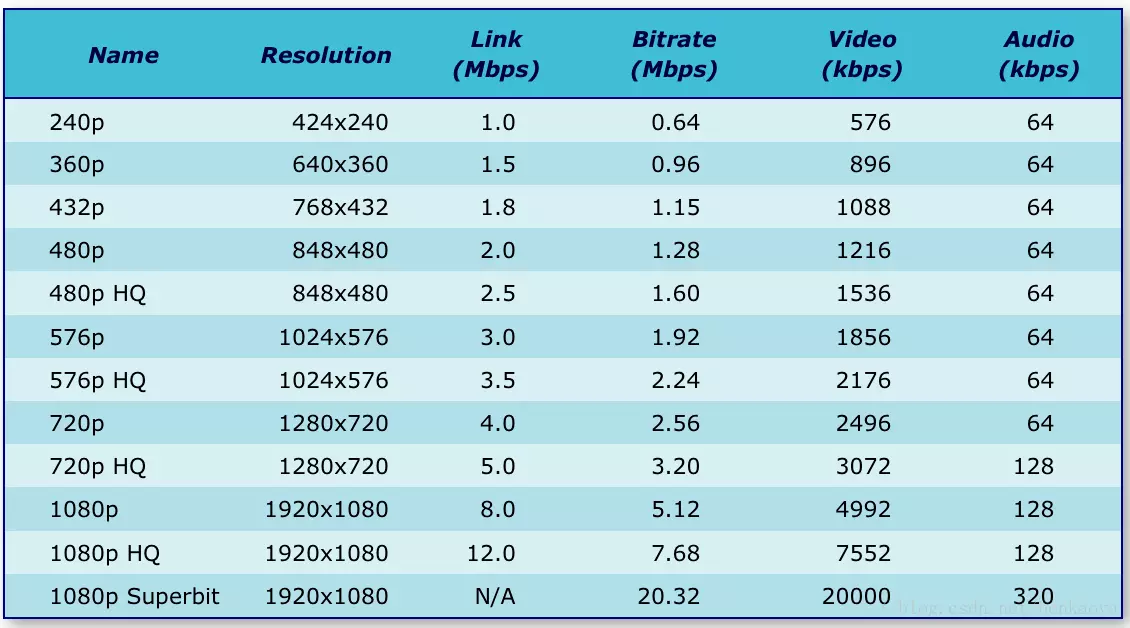 Name Resolution Link (Mbps) Bitrate (Mbps) Video (kbps) Audio (kbps)
240p 424x240 1.0 0.64 576 64
360p 640x360 1.5 0.96 896 64
432p 768x432 1.8 1.15 1088 64
480p 848x480 2.0 1.28 1216 64
480p HQ 848x480 2.5 1.60 1536 64
576p 1024x576 3.0 1.92 1856 64
576p HQ 1024x576 3.5 2.24 2176 64
720p 1280x720 4.0 2.56 2496 64
720p HQ 1280x720 5.0 3.20 3072 128
1080p 1920x1080 8.0 5.12 4992 128
1080p HQ 1920x1080 12.0 7.68 7552 128
1080p Superbit 1920x1080 N/A 20.32 20000 320